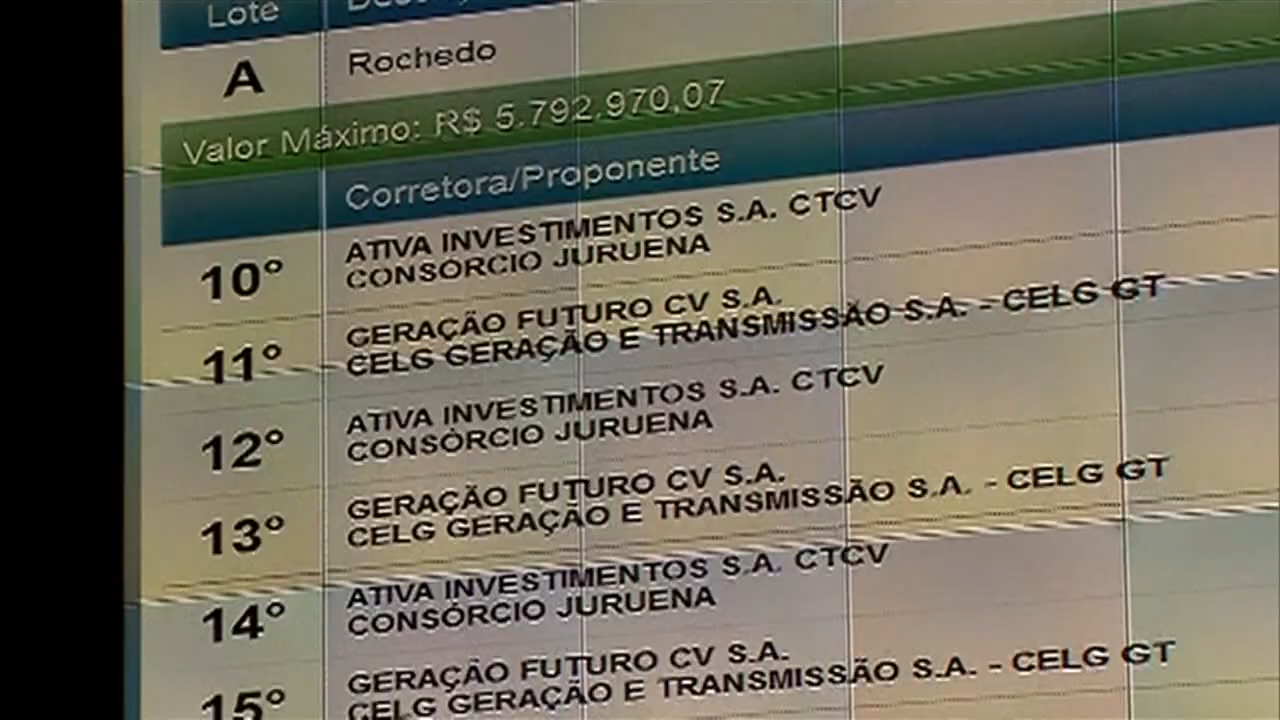 Lote
A Rochedo
Valor Máximo: R$ 5.792.970,07
Corretora/Proponente
10° ATIVA INVESTIMENTOS S.A. CTCV
CONSÓRCIO JURUENA
11° GERAÇÃO FUTURO CV S.A.
CELG GERAÇÃO E TRANSMISSÃO S.A. - CELG GT
12° ATIVA INVESTIMENTOS S.A. CTCV
CONSÓRCIO JURUENA
13° GERAÇÃO FUTURO CV S.A.
CELG GERAÇÃO E TRANSMISSÃO S.A. - CELG GT
14° ATIVA INVESTIMENTOS S.A. CTCV
CONSÓRCIO JURUENA
15° GERAÇÃO FUTURO CV S.A.
CELG GERAÇÃO E TRANSMISSÃO S.A. - CELG GT